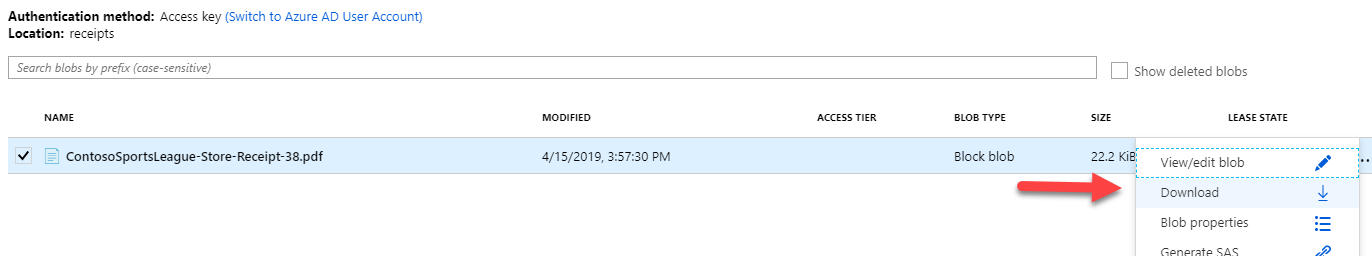 Authentication method: Access key (Switch to Azure AD User Account)
Location: receipts
Search blobs by prefix (case-sensitive)
Show deleted blobs
NAME MODIFIED ACCESS TIER BLOB TYPE SIZE LEASE STATE
ContosoSportsLeague-Store-Receipt-38.pdf 4/15/2019, 3:57:30 PM Block blob 22.2 KiB ...
View/edit blob
Download
Blob properties
Generate SAS